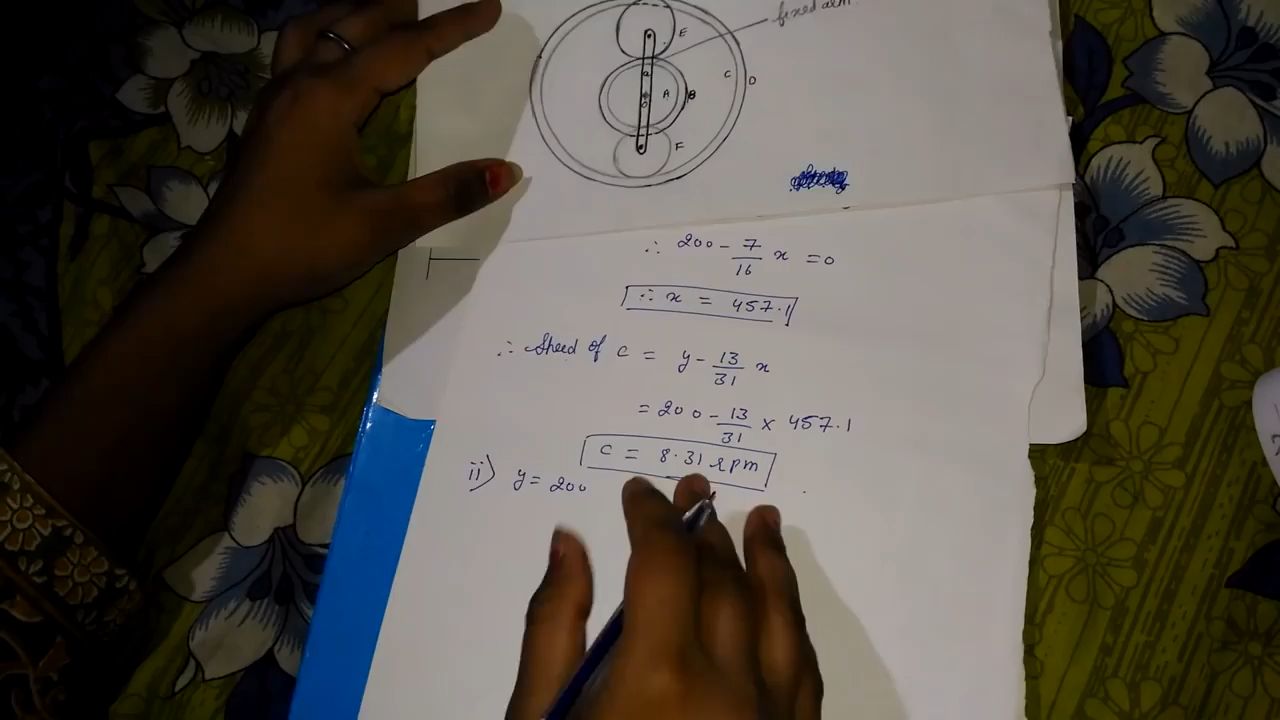 fixed arm
E
C
D
A
B
F
∴ 200 - 7/16 x = 0
∴ x = 457.1
∴ Speed of C = y - 13/31 x
= 200 - 13/31 x 457.1
C = 8.31 rpm
ii) y = 200